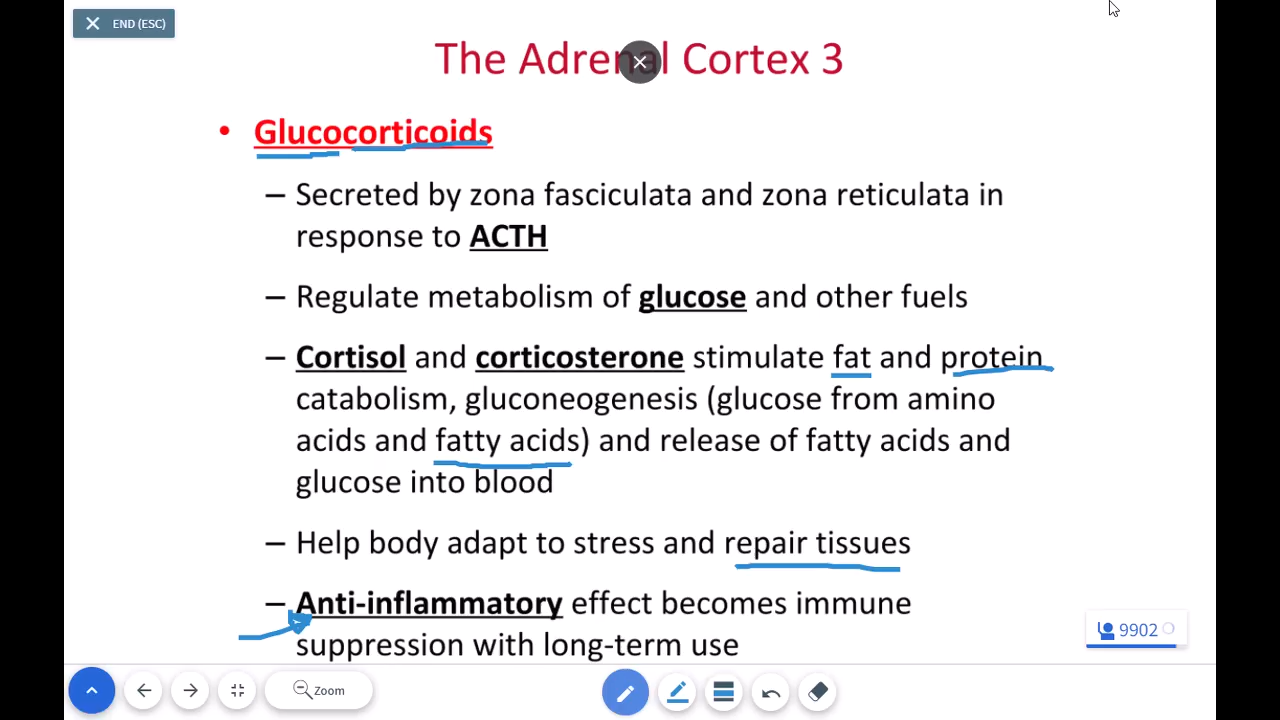 END (ESC)
The Adrenal Cortex 3
• Glucocorticoids
– Secreted by zona fasciculata and zona reticulata in
response to ACTH
– Regulate metabolism of glucose and other fuels
– Cortisol and corticosterone stimulate fat and protein
catabolism, gluconeogenesis (glucose from amino
acids and fatty acids) and release of fatty acids and
glucose into blood
– Help body adapt to stress and repair tissues
– Anti-inflammatory effect becomes immune
suppression with long-term use
9902
Zoom